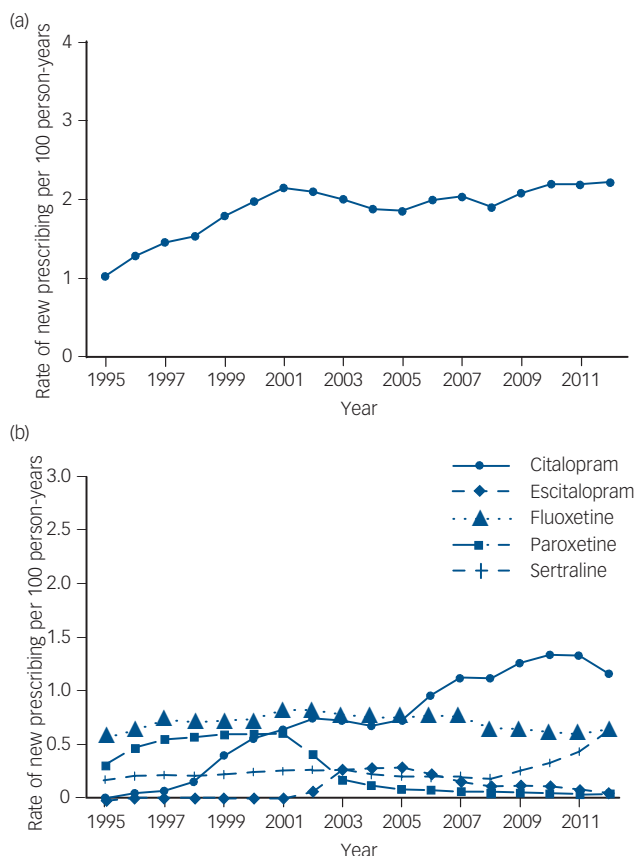 (a)
Rate of new prescribing per 100 person-years
4
3
2
1
0
1995 1997 1999 2001 2003 2005 2007 2009 2011
Year
(b)
Rate of new prescribing per 100 person-years
3.0
2.5
2.0
1.5
1.0
0.5
0
Citalopram
Escitalopram
Fluoxetine
Paroxetine
Sertraline
1995 1997 1999 2001 2003 2005 2007 2009 2011
Year